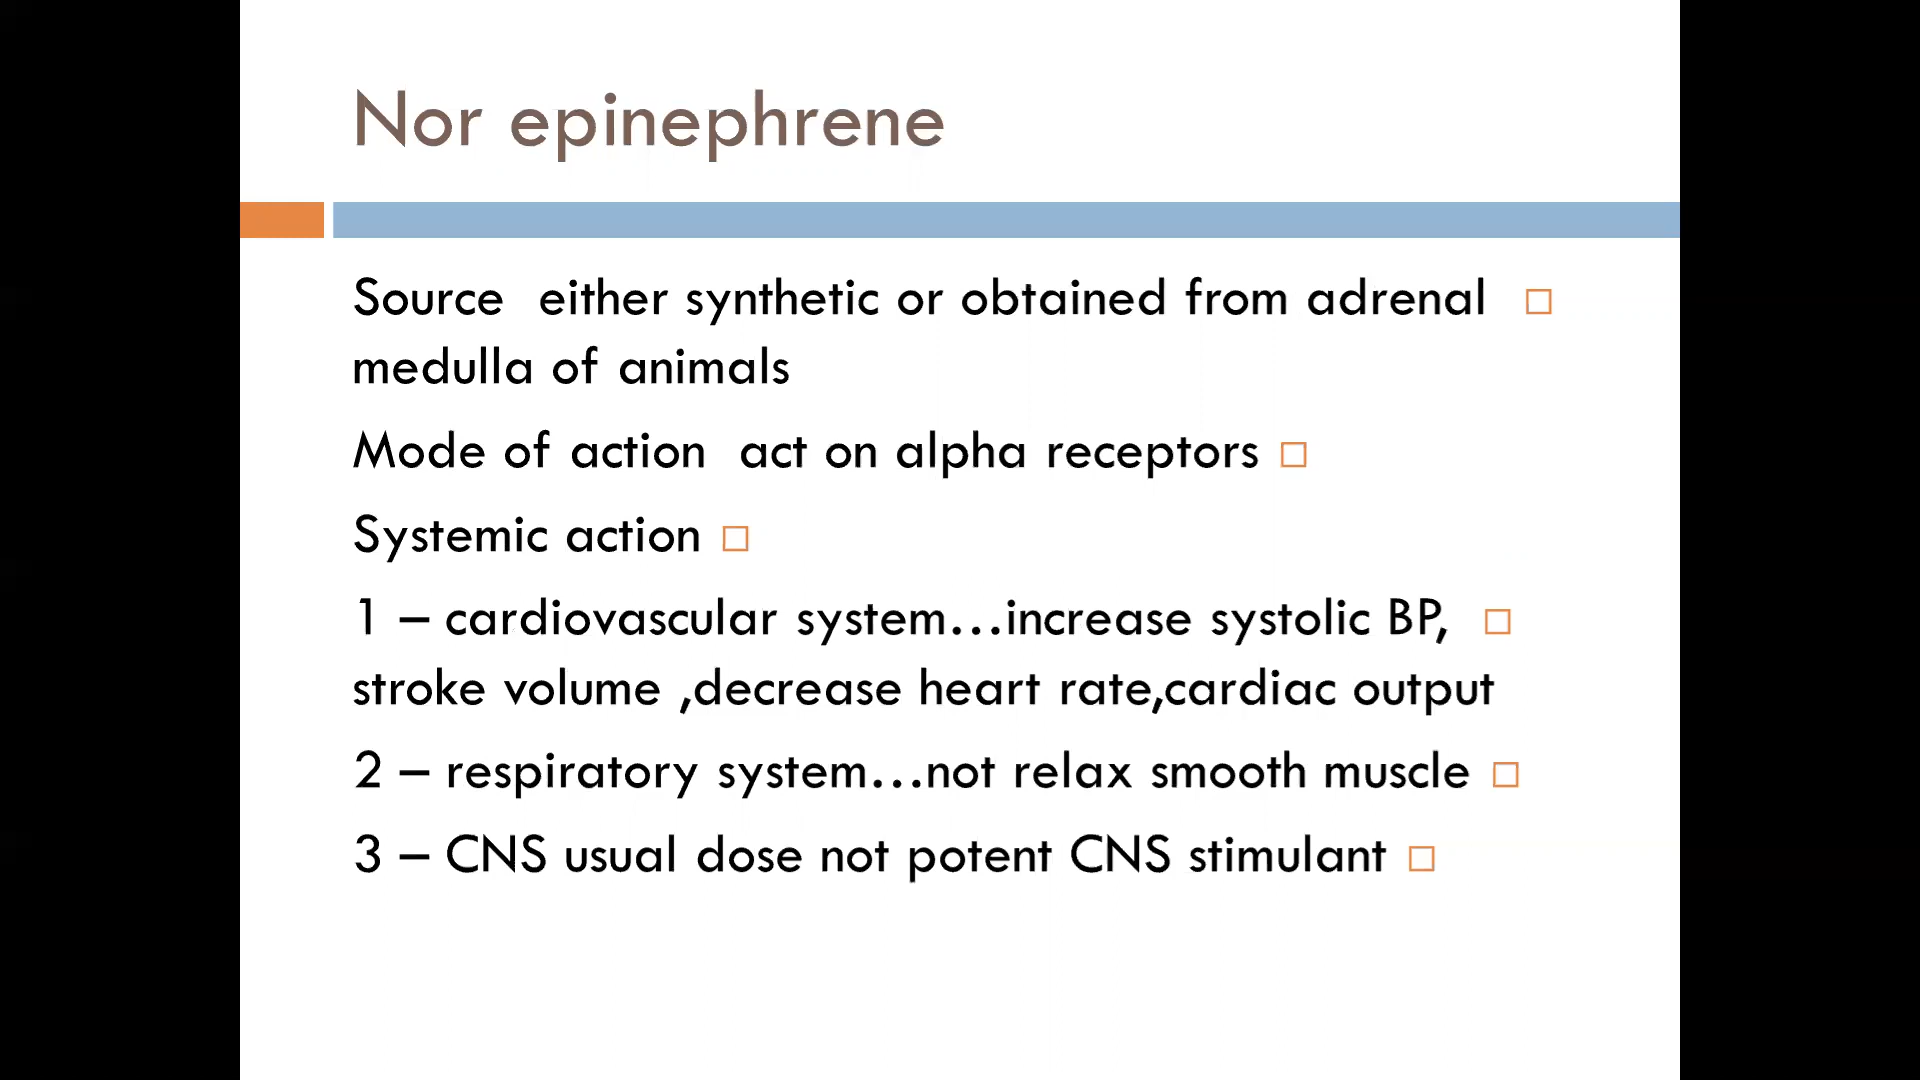 Nor epinephrene
Source either synthetic or obtained from adrenal
medulla of animals
Mode of action act on alpha receptors
Systemic action
1 – cardiovascular system…increase systolic BP,
stroke volume ,decrease heart rate,cardiac output
2 – respiratory system…not relax smooth muscle
3 – CNS usual dose not potent CNS stimulant